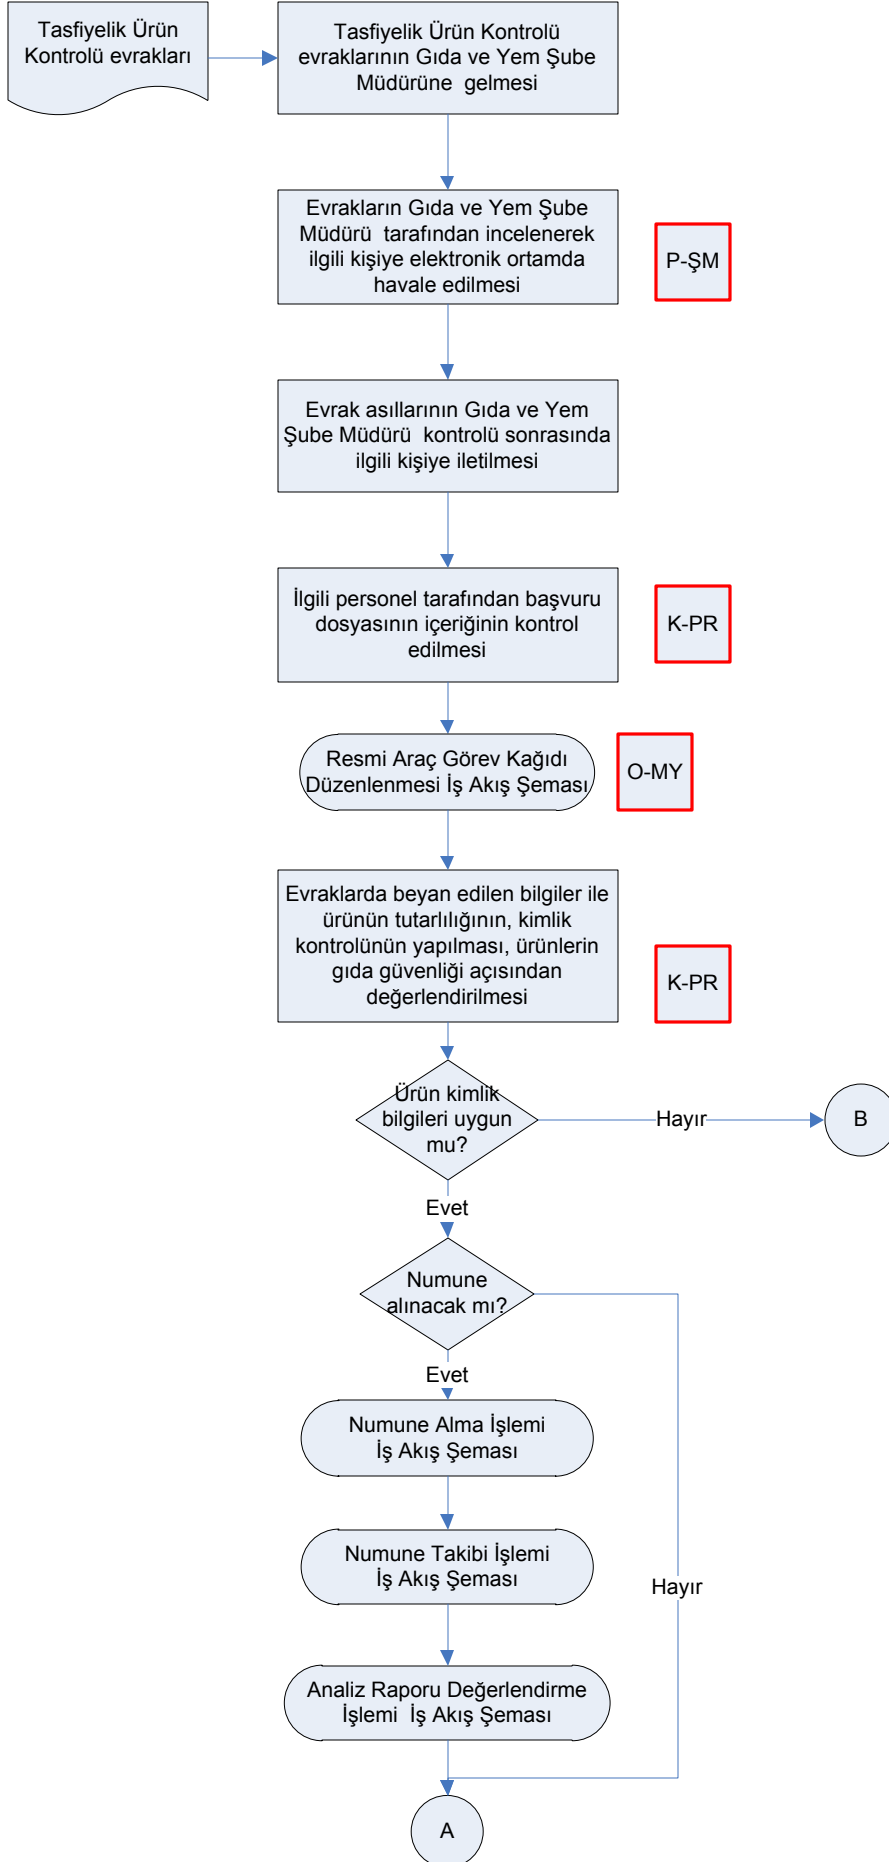 Tasfiyelik Ürün
Kontrolü evrakları
Tasfiyelik Ürün Kontrolü
evraklarının Gıda ve Yem Şube
Müdürüne gelmesi
Evrakların Gıda ve Yem Şube
Müdürü tarafından incelenerek
ilgili kişiye elektronik ortamda
havale edilmesi
P-ŞM
Evrak asıllarının Gıda ve Yem
Şube Müdürü kontrolü sonrasında
ilgili kişiye iletilmesi
İlgili personel tarafından başvuru
dosyasının içeriğinin kontrol
edilmesi
K-PR
Resmi Araç Görev Kağıdı
Düzenlenmesi İş Akış Şeması
O-MY
Evraklarda beyan edilen bilgiler ile
ürünün tutarlılığının, kimlik
kontrolünün yapılması, ürünlerin
gıda güvenliği açısından
değerlendirilmesi
K-PR
Ürün kimlik
bilgileri uygun
mu?
Hayır
B
Evet
Numune
alınacak mı?
Evet
Numune Alma İşlemi
İş Akış Şeması
Numune Takibi İşlemi
İş Akış Şeması
Hayır
Analiz Raporu Değerlendirme
İşlemi İş Akış Şeması
A